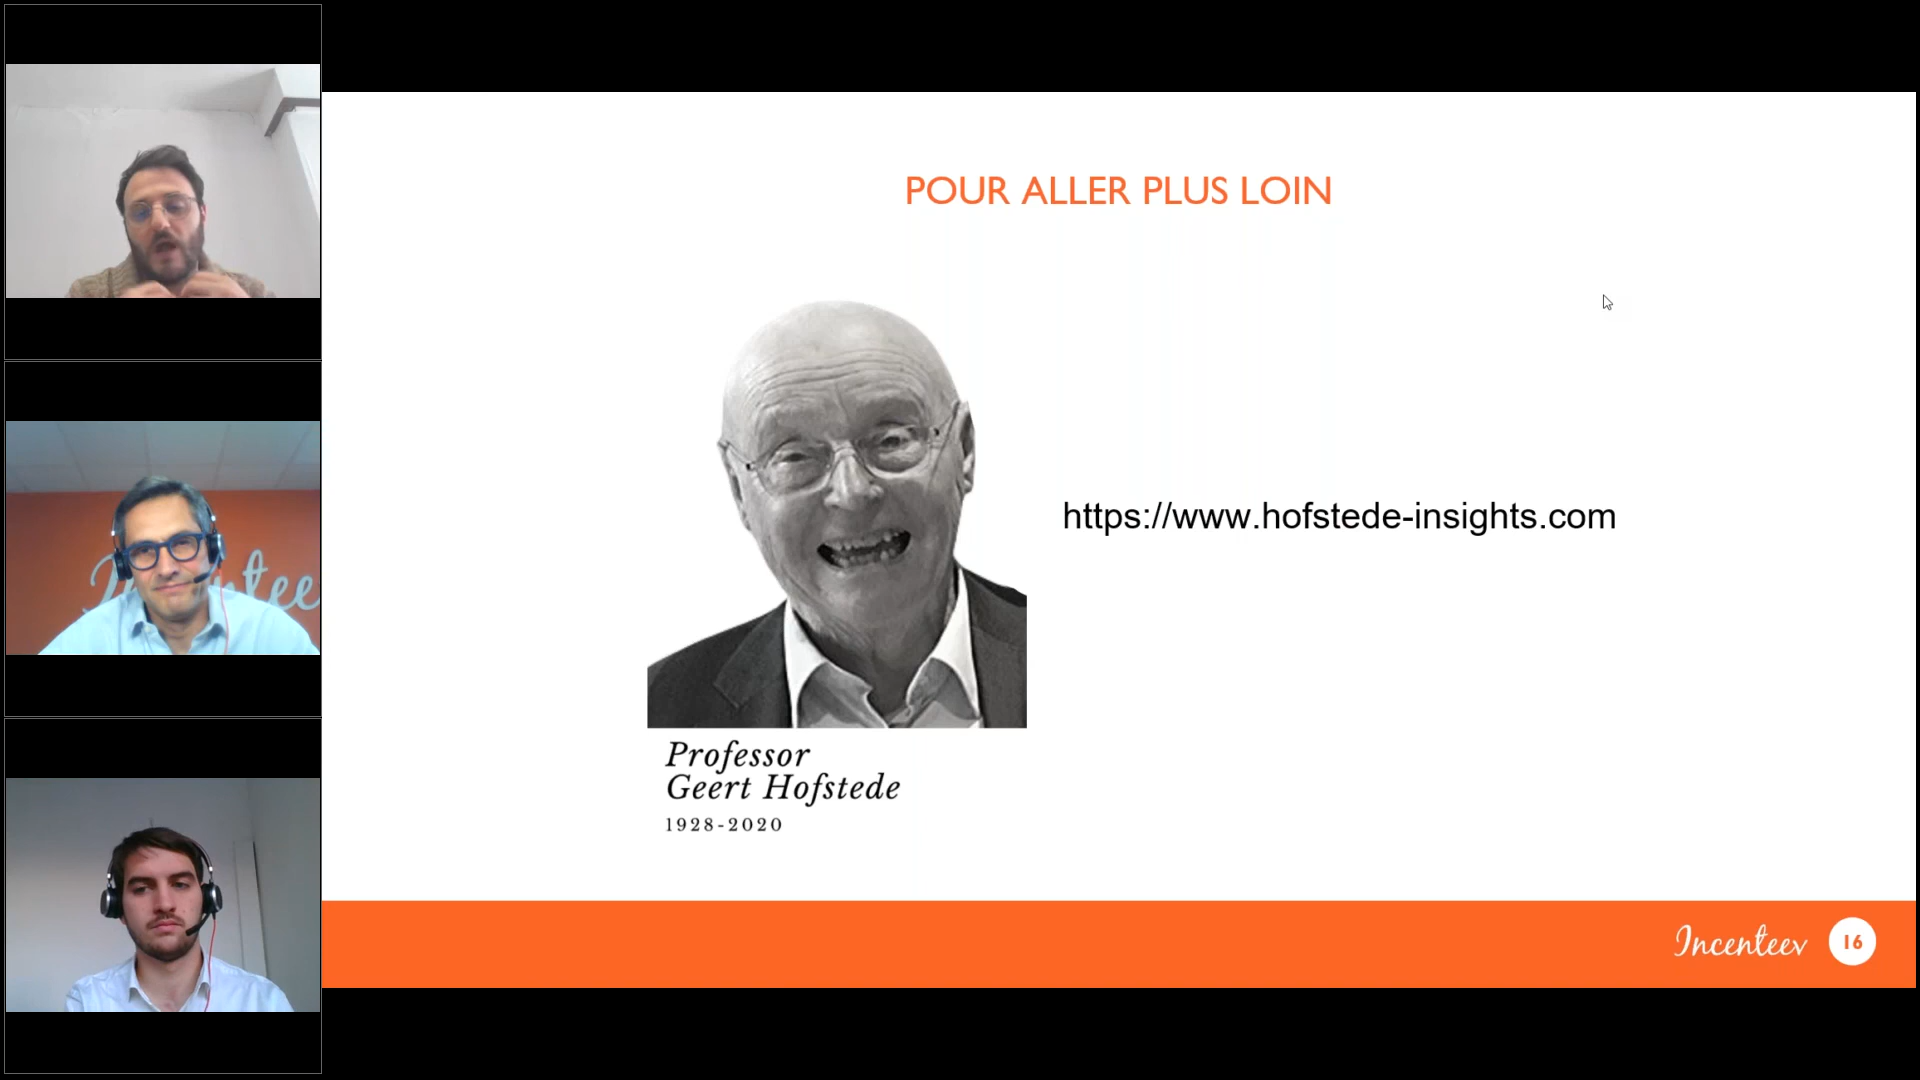 POUR ALLER PLUS LOIN
https://www.hofstede-insights.com
Professor
Geert Hofstede
1928-2020
Incenteev
16